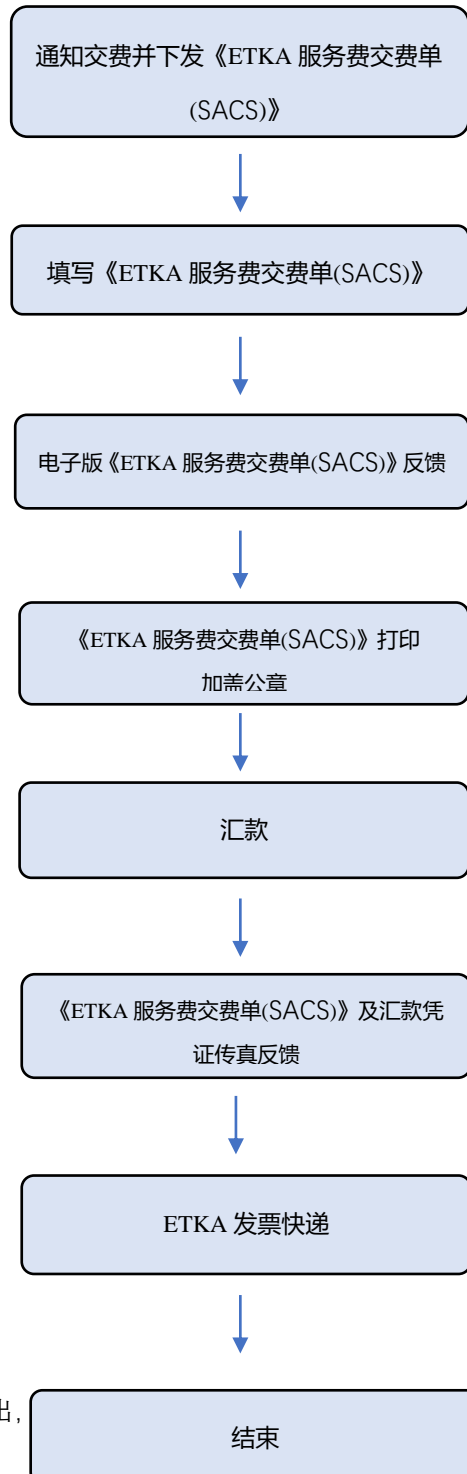 通知交费并下发《ETKA 服务费交费单
(SACS)》
填写《ETKA 服务费交费单(SACS)》
电子版《ETKA 服务费交费单(SACS)》反馈
《ETKA 服务费交费单(SACS)》打印
加盖公章
汇款
《ETKA 服务费交费单(SACS)》及汇款凭
证传真反馈
ETKA 发票快递
出,
结束